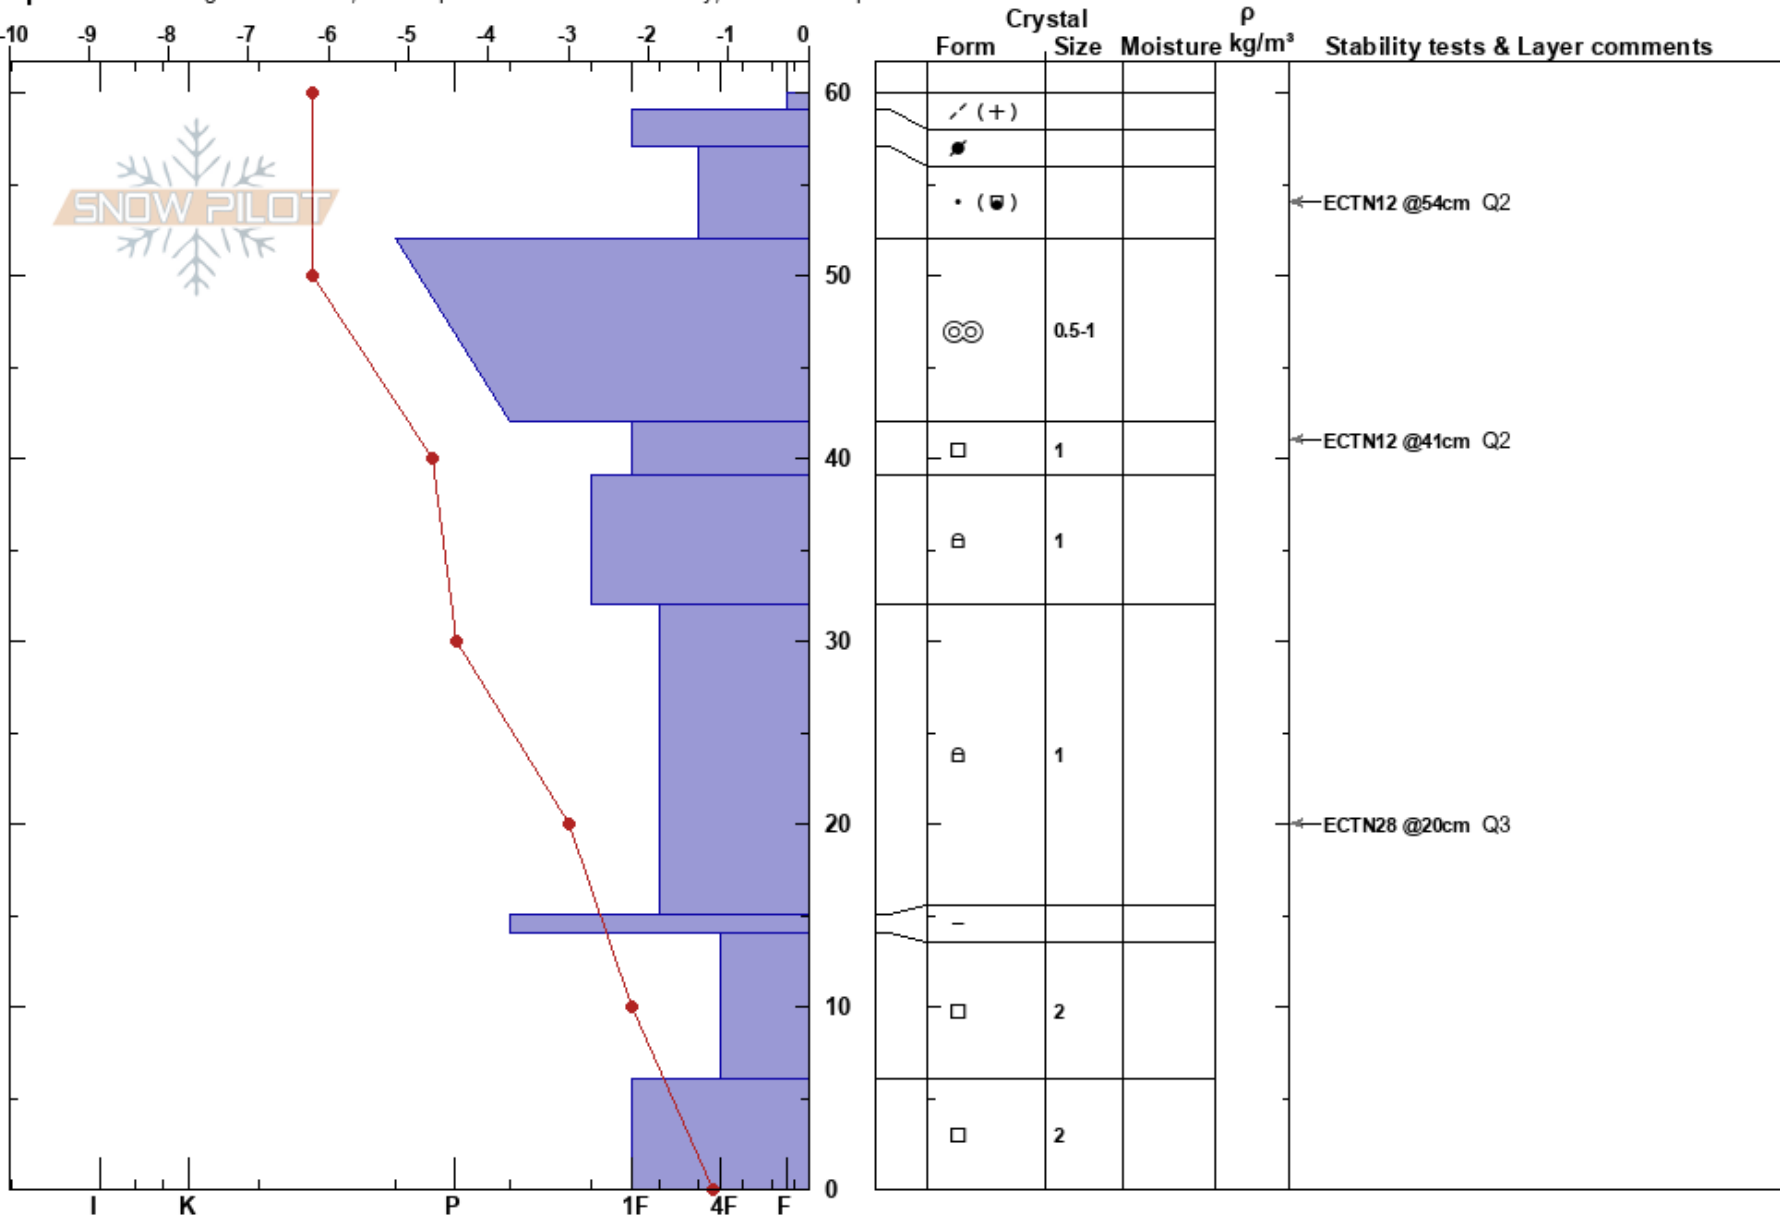 Crystal ρ
-10 -9 -8 -7 -6 -5 -4 -3 -2 -1 0 Form Size Moisture kg/m³ Stability tests & Layer comments
60
(+)
SNOW PILOT
( ) ECTN12 @54cm Q2
50
0.5-1
ECTN12 @41cm Q2
40 1
1
30
1
20 ECTN28 @20cm Q3
10 2
2
0
I K P 1F 4F F